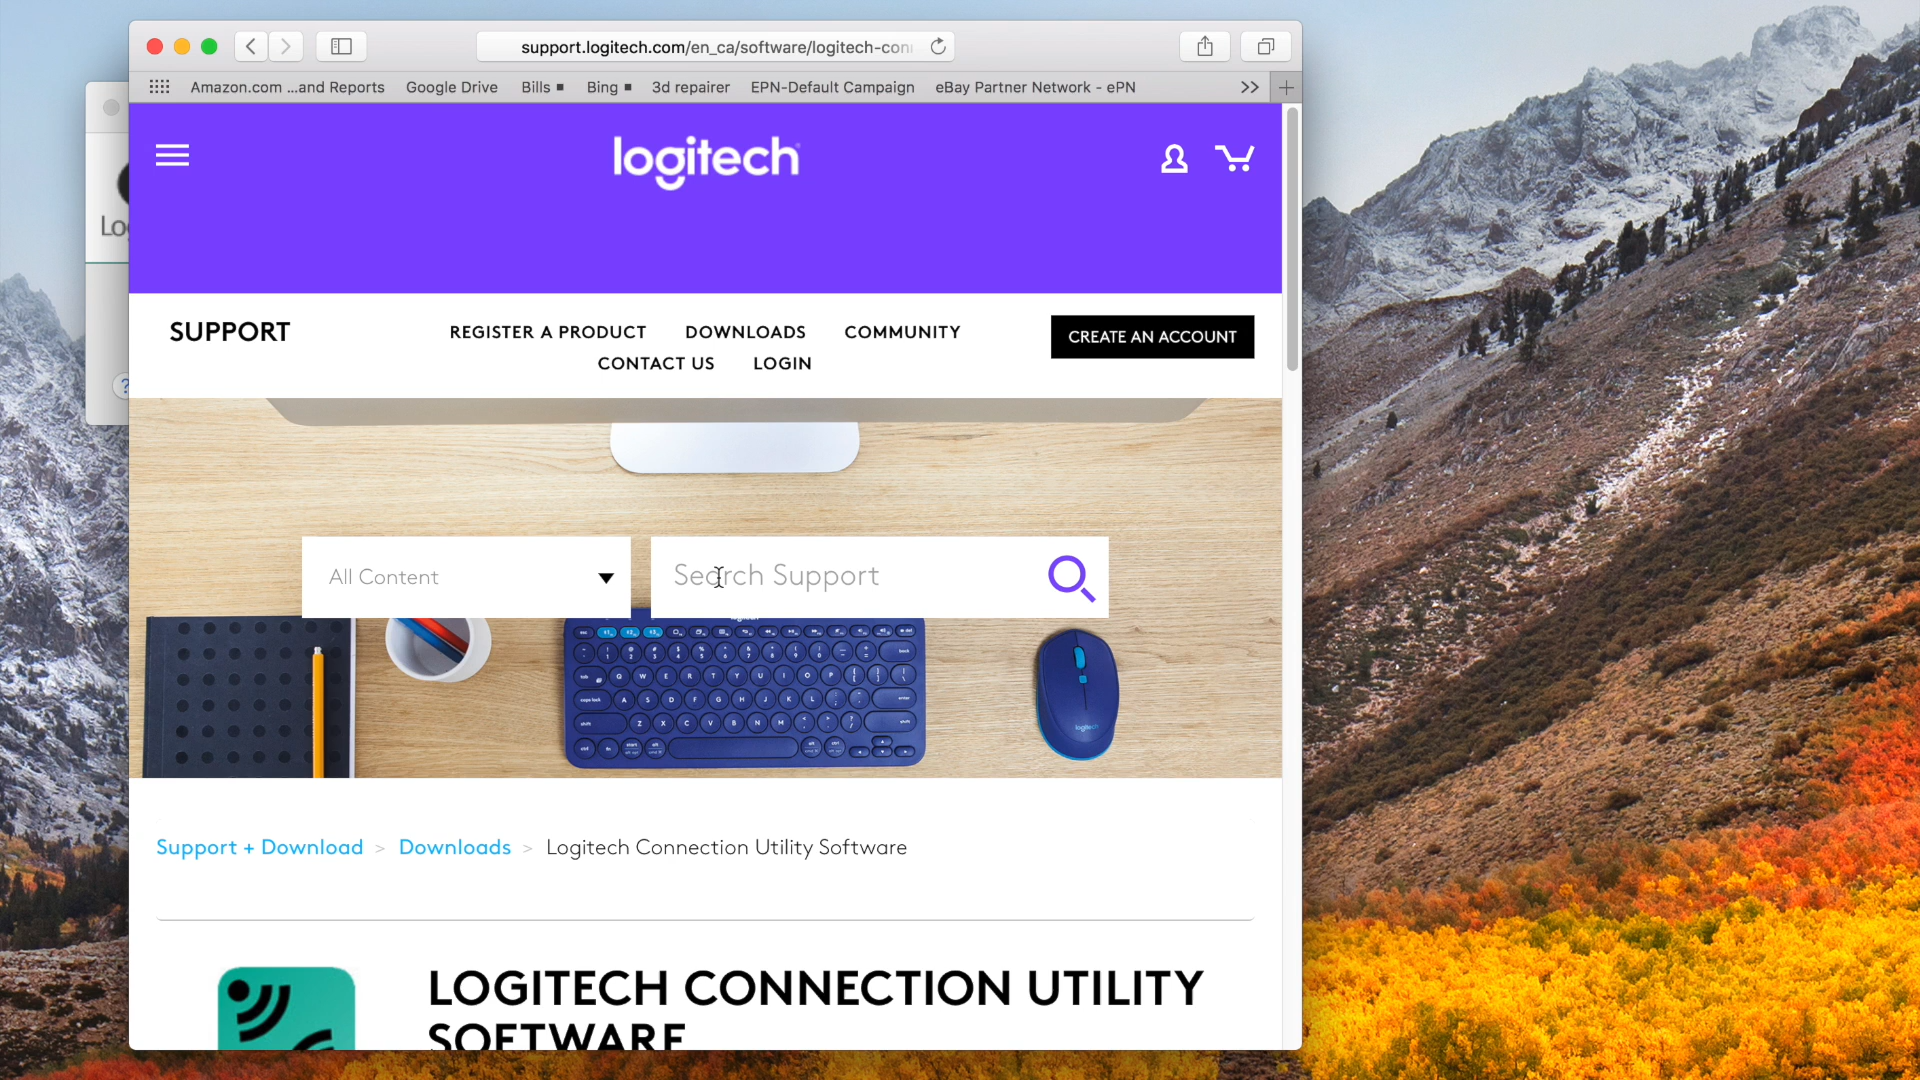 support.logitech.com/en_ca/software/logitech-con
Amazon.com ...and Reports Google Drive Bills Bing 3d repairer EPN-Default Campaign eBay Partner Network - ePN
logitech
SUPPORT
REGISTER A PRODUCT DOWNLOADS COMMUNITY
CONTACT US LOGIN
CREATE AN ACCOUNT
?
All Content
Search Support
logitech
Support + Download > Downloads > Logitech Connection Utility Software
LOGITECH CONNECTION UTILITY
SOFTWARE